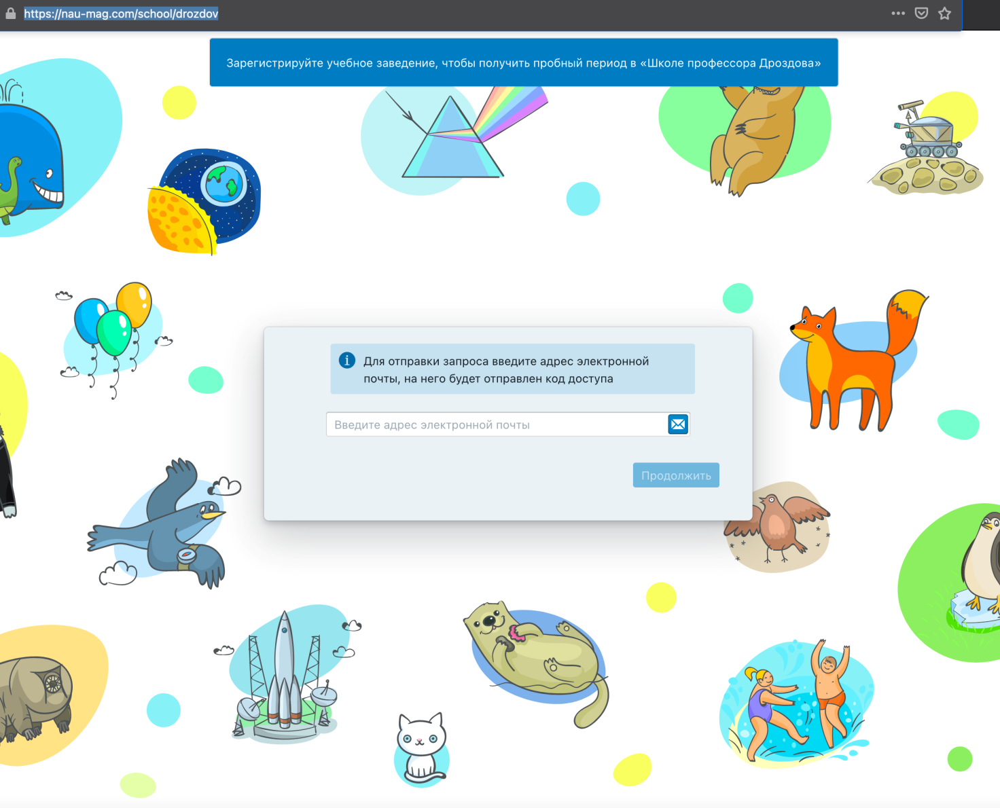 https://nau-mag.com/school/drozdov
Зарегистрируйте учебное заведение, чтобы получить пробный период в «Школе профессора Дроздова»
Для отправки запроса введите адрес электронной
почты, на него будет отправлен код доступа
Введите адрес электронной почты
Продолжить